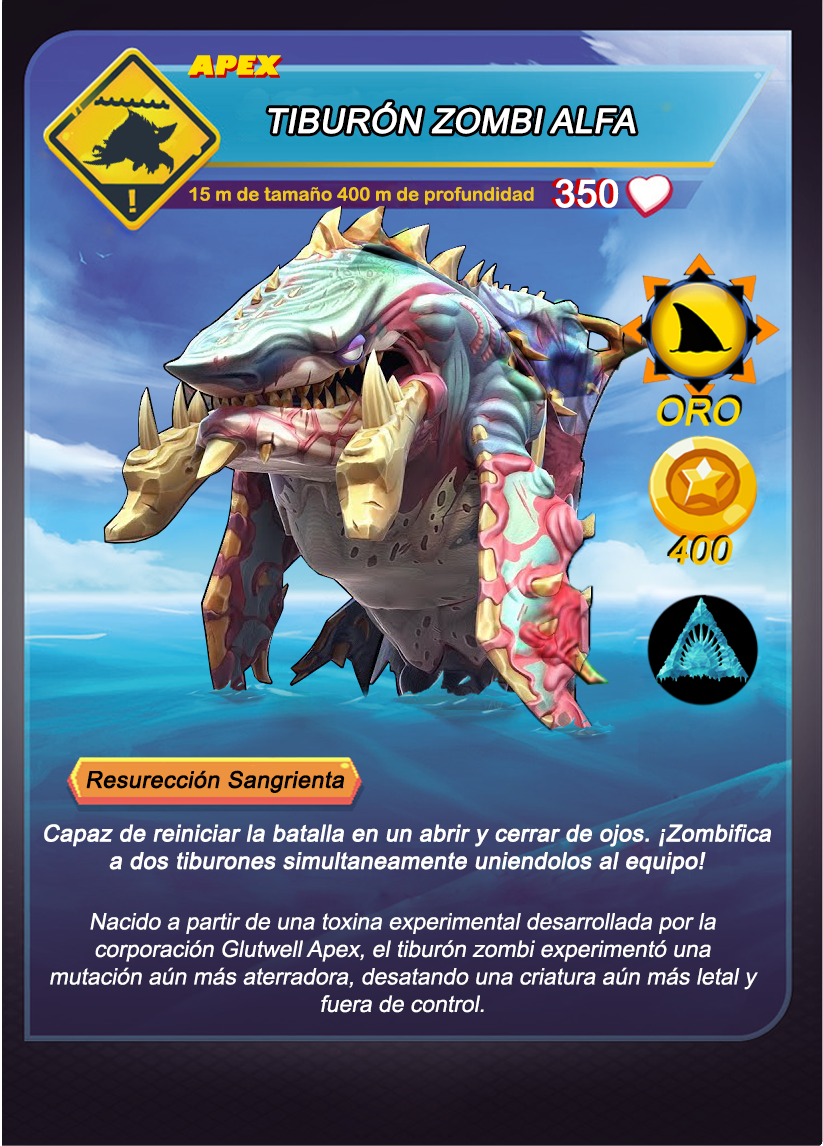 APEX
TIBURÓN ZOMBI ALFA
15 m de tamaño 400 m de profundidad 350
ORO
400
!
Resurección Sangrienta
Capaz de reiniciar la batalla en un abrir y cerrar de ojos. ¡Zombifica
a dos tiburones simultaneamente uniendolos al equipo!
Nacido a partir de una toxina experimental desarrollada por la
corporación Glutwell Apex, el tiburón zombi experimentó una
mutación aún más aterradora, desatando una criatura aún más letal y
fuera de control.